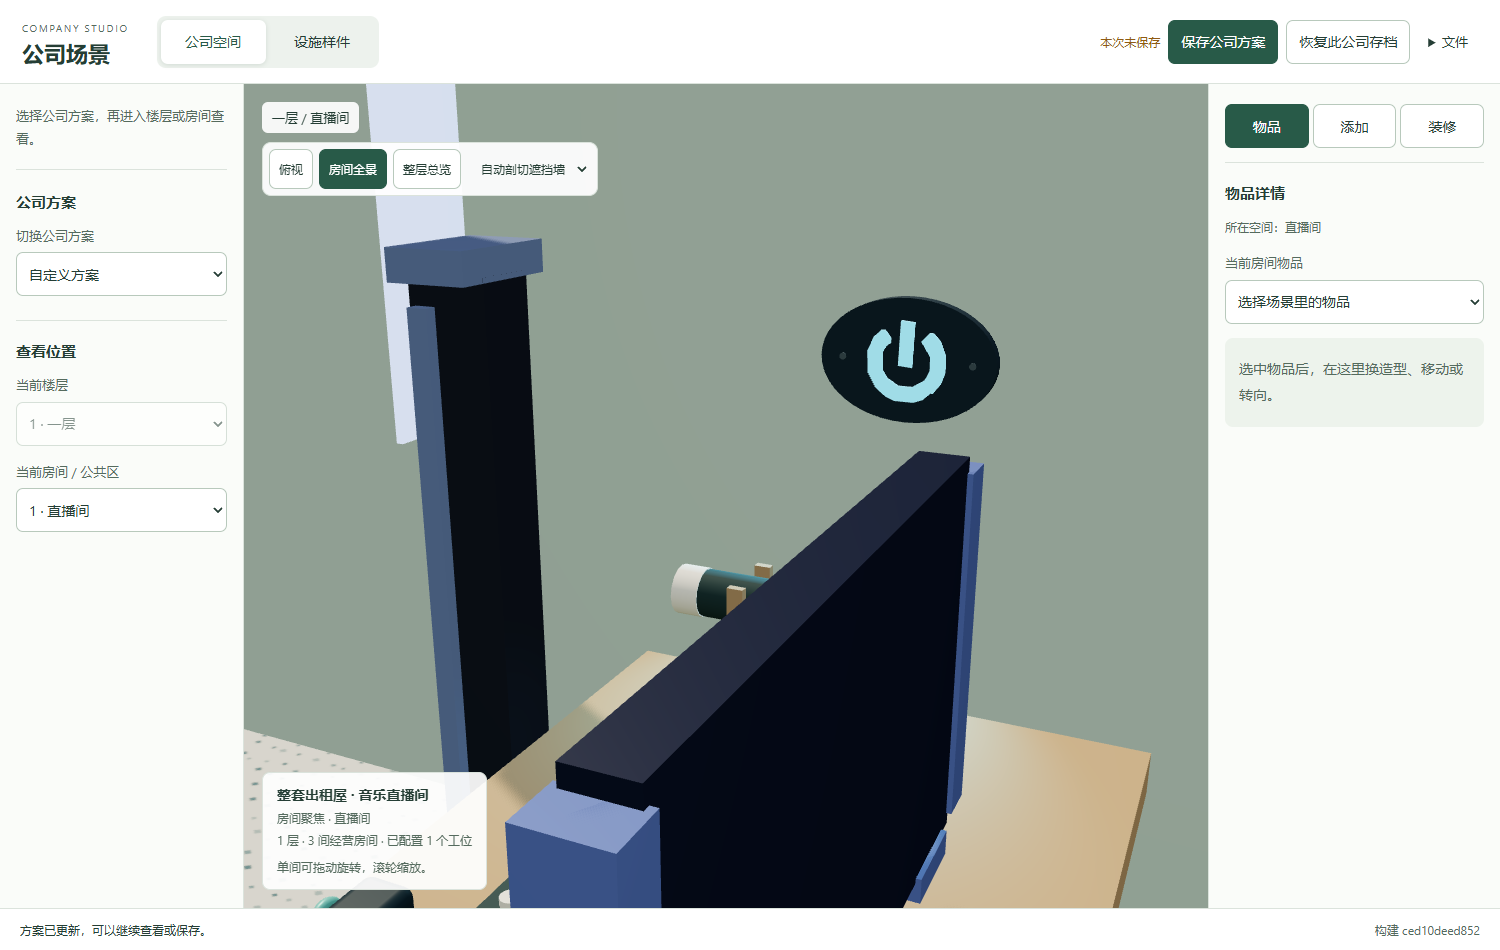 COMPANY STUDIO
公司场景
公司空间
设施样件
本次未保存
保存公司方案
恢复此公司存档
文件
选择公司方案，再进入楼层或房间查看。
公司方案
切换公司方案
自定义方案
查看位置
当前楼层
1 · 一层
当前房间 / 公共区
1 · 直播间
一层 / 直播间
俯视
房间全景
整层总览
自动剖切遮挡墙
整套出租屋 · 音乐直播间
房间聚焦 · 直播间
1 层 · 3 间经营房间 · 已配置 1 个工位
单间可拖动旋转，滚轮缩放。
物品
添加
装修
物品详情
所在空间：直播间
当前房间物品
选择场景里的物品
选中物品后，在这里换造型、移动或转向。
方案已更新，可以继续查看或保存。
构建 ced10deed852